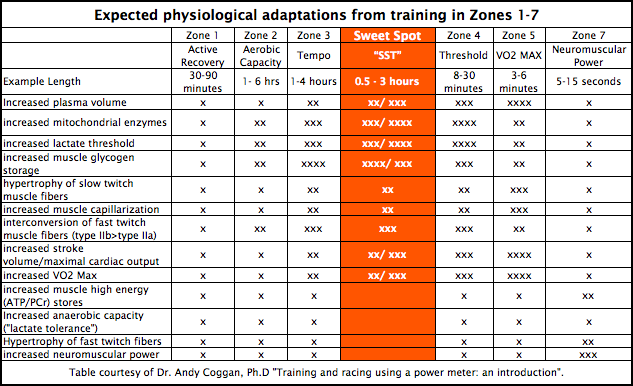 Expected physiological adaptations from training in Zones 1-7
Zone 1 Zone 2 Zone 3 Sweet Spot Zone 4 Zone 5 Zone 7
Active Recovery Aerobic Capacity Tempo "SST" Threshold VO2 MAX Neuromuscular Power
Example Length 30-90 minutes 1- 6 hrs 1-4 hours 0.5 - 3 hours 8-30 minutes 3-6 minutes 5-15 seconds
Increased plasma volume x x xx xx/ xxx xxx xxxx x
increased mitochondrial enzymes x xx xxx xxx/ xxxx xxxx xx x
increased lactate threshold x xx xxx xxx/ xxxx xxxx xx x
increased muscle glycogen storage x xx xxxx xxxx/ xxx xxx xx x
hypertrophy of slow twitch muscle fibers x x xx xx xx xxx x
increased muscle capillarization x x xx xx xx xxx x
interconversion of fast twitch muscle fibers (type IIb>type IIa) x xx xxx xxx xxx xx x
increased stroke volume/maximal cardiac output x x xx xx/ xxx xxx xxxx x
increased VO2 Max x x xx xx/ xxx xxx xxxx x
increased muscle high energy (ATP/PCr) stores x x x x x xx
Increased anaerobic capacity ("lactate tolerance") x x x x x x
Hypertrophy of fast twitch fibers x x x x x xx
increased neuromuscular power x x x x x xxx
Table courtesy of Dr. Andy Coggan, Ph.D "Training and racing using a power meter: an introduction".